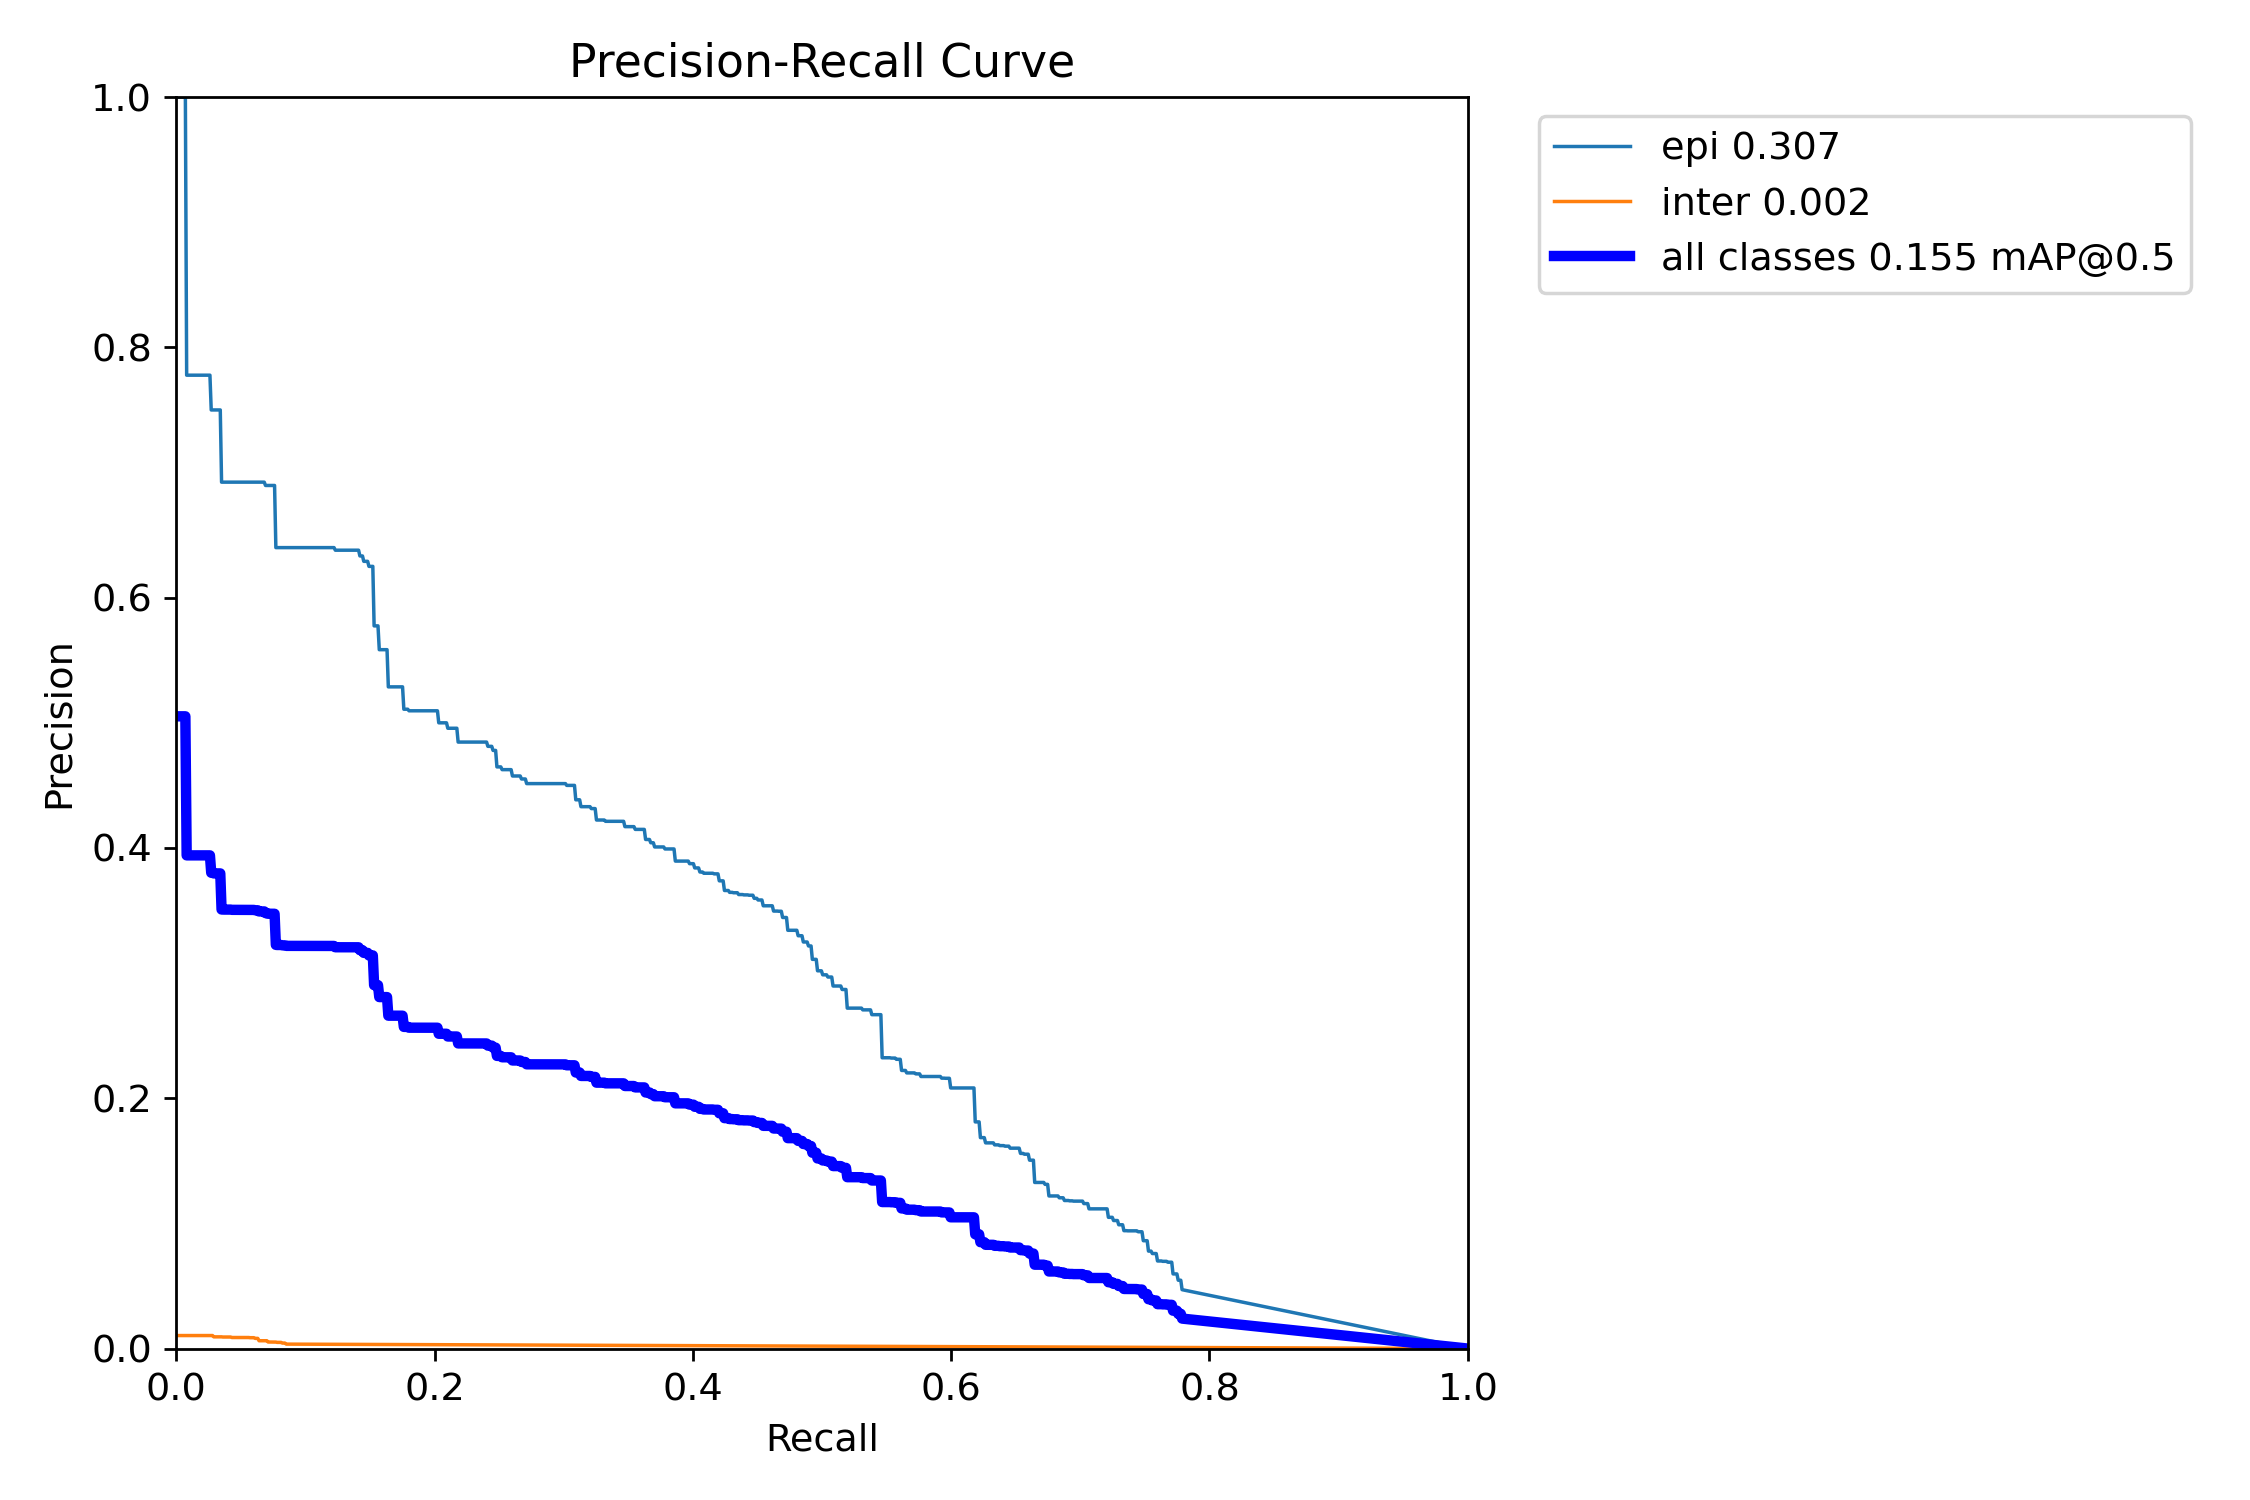 Precision-Recall Curve
1.0
0.8
0.6
0.4
0.2
0.0
Precision
0.0 0.2 0.4 0.6 0.8 1.0
Recall
epi 0.307
inter 0.002
all classes 0.155 mAP@0.5